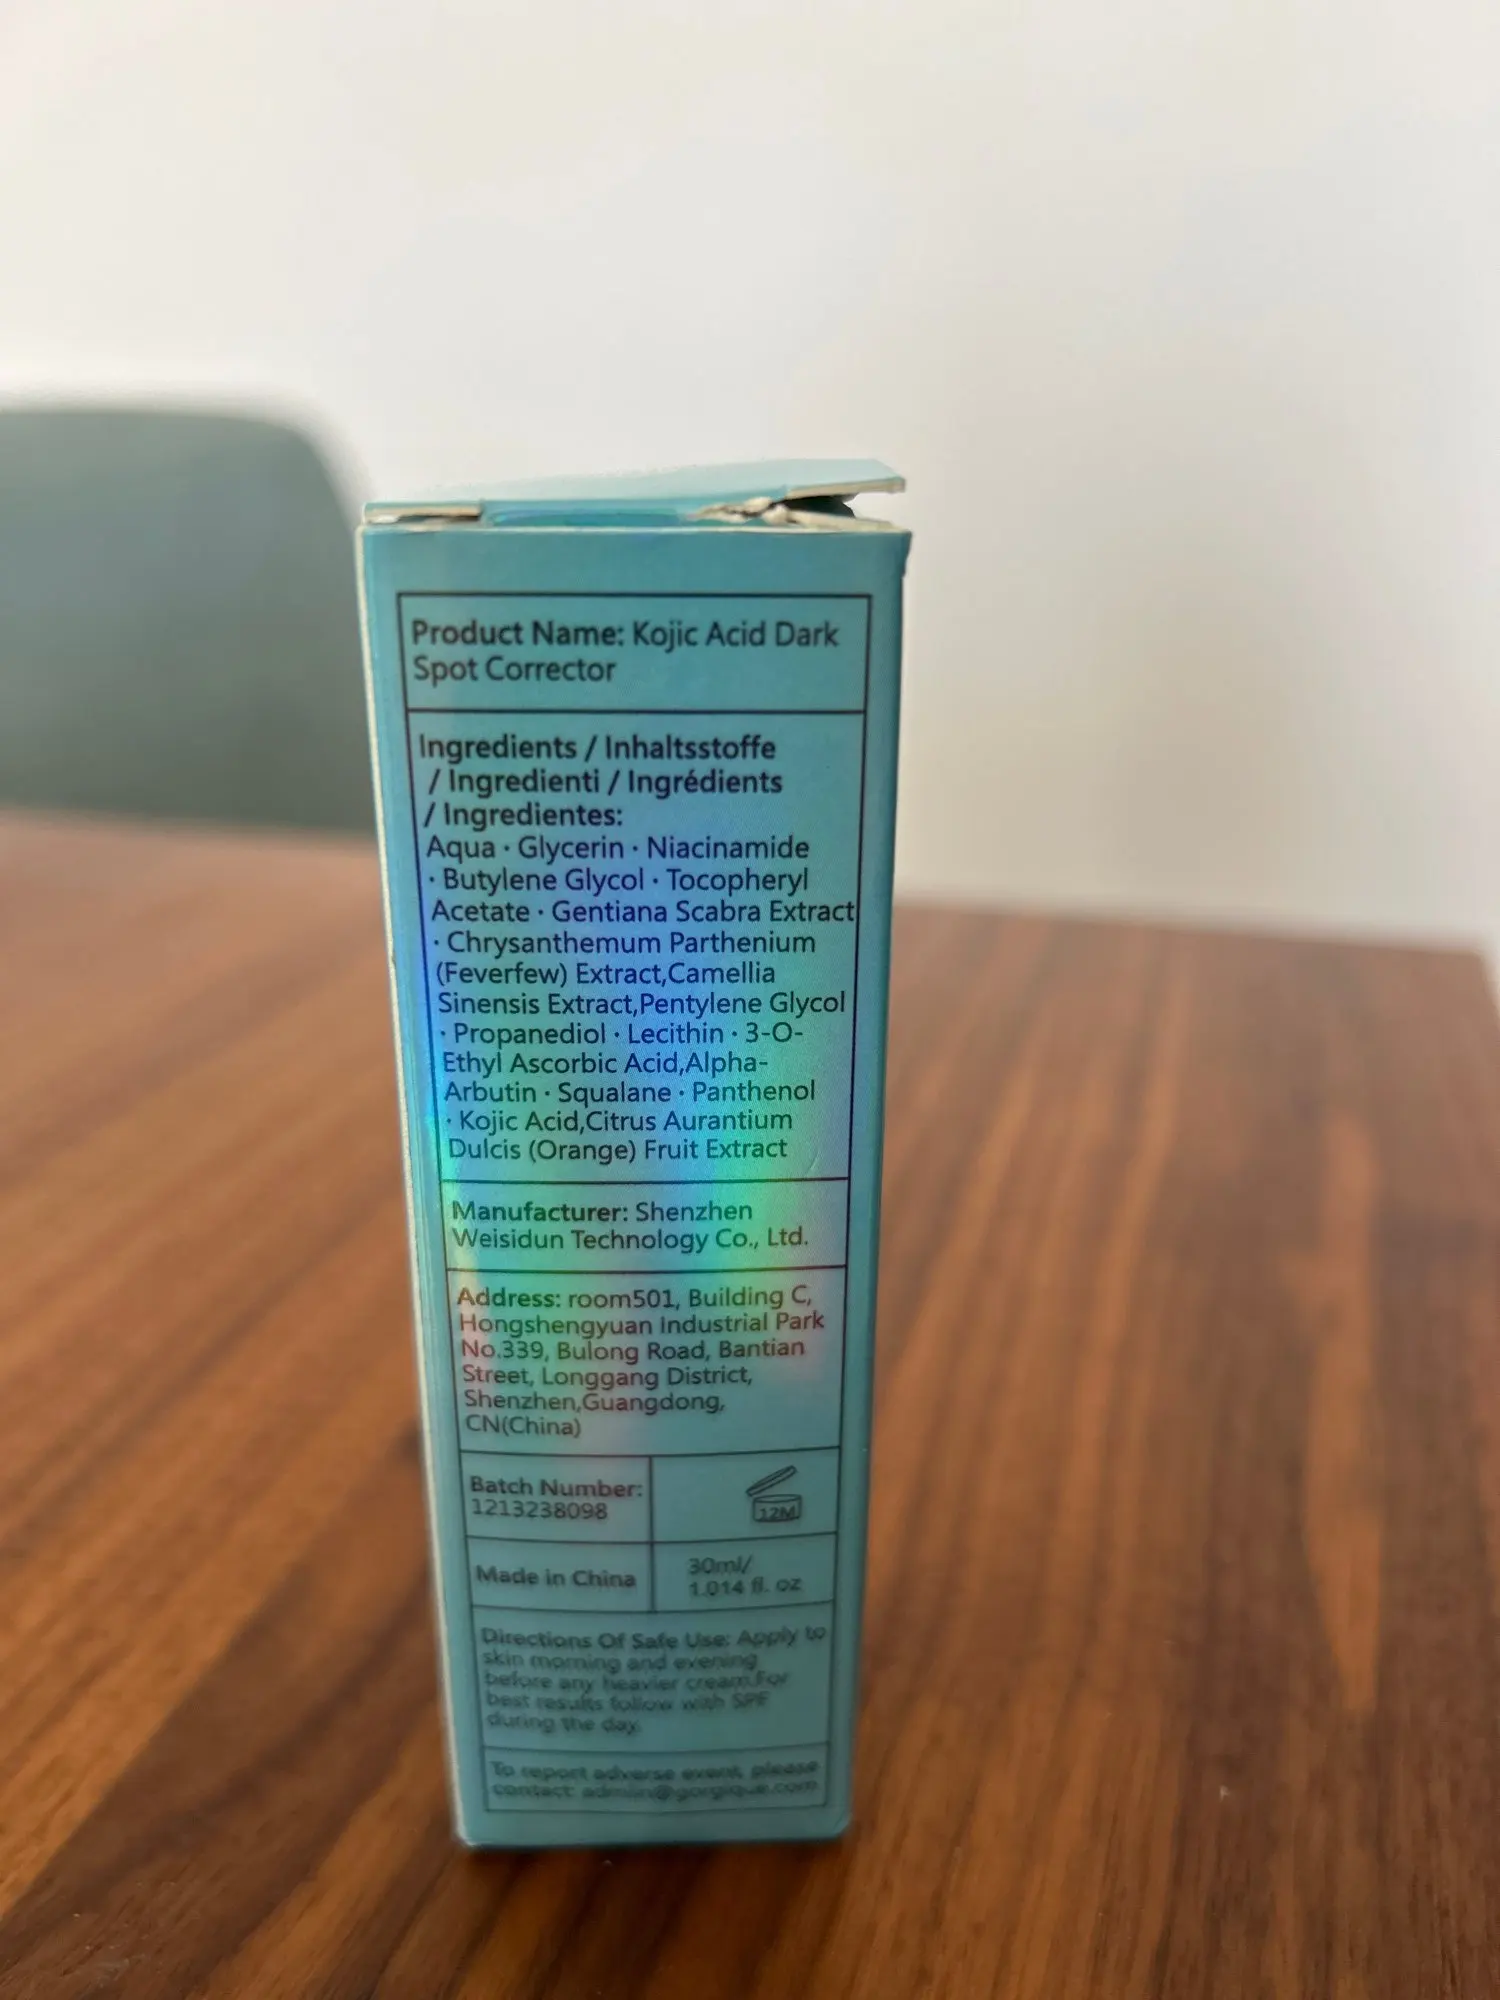 Product Name: Kojic Acid Dark
Spot Corrector
Ingredients / Inhaltsstoffe
/ Ingredienti / Ingrédients
/ Ingredientes:
Aqua · Glycerin · Niacinamide
· Butylene Glycol · Tocopheryl
Acetate · Gentiana Scabra Extract
· Chrysanthemum Parthenium
(Feverfew) Extract,Camellia
Sinensis Extract,Pentylene Glycol
· Propanediol · Lecithin · 3-O-
Ethyl Ascorbic Acid,Alpha-
Arbutin · Squalane · Panthenol
· Kojic Acid,Citrus Aurantium
Dulcis (Orange) Fruit Extract
Manufacturer: Shenzhen
Weisidun Technology Co., Ltd.
Address: room501, Building C,
Hongshengyuan Industrial Park
No.339, Bulong Road, Bantian
Street, Longgang District,
Shenzhen,Guangdong,
CN(China)
Batch Number:
1213238098
12M
Made in China
30ml/
1.014 fl. oz
Directions Of Safe Use: Apply to
skin morning and evening
before any heavier cream.For
best results follow with SPF
during the day.
To report adverse event, please
contact: admin@gorgique.com